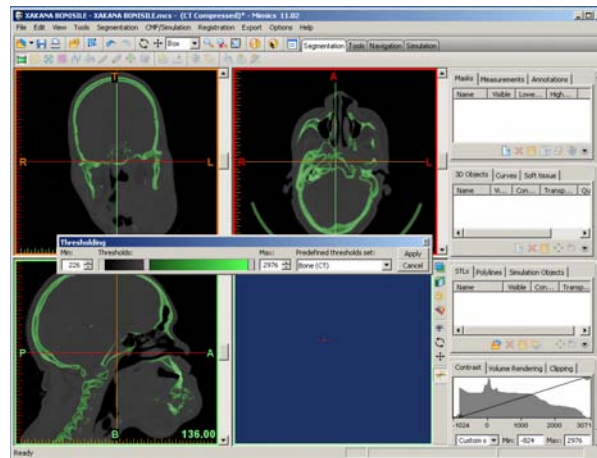 XAKANA BONISILE - XAKANA BONISILE.mcs - (CT Compressed)* - Mimics 11.02
File Edit View Tools Segmentation CMF/Simulation Registration Export Options Help
Box
Segmentation Tools Navigation Simulation
T
R
L
A
R
L
Masks Measurements Annotations
Name Visible Lowe... High...
3D Objects Curves Soft tissue
Name Vi... Con... Transp... Qu
Thresholding
Min: Thresholds: Max: Predefined thresholds set: Apply
226 2976 Bone (CT) Cancel
STLs Polylines Simulation Objects
Name Visible Con... Transp...
P
A
B
136.00
Contrast Volume Rendering Clipping
-1024 0 1000 2000 3071
Custom s Min: -824 Max: 2976
Ready